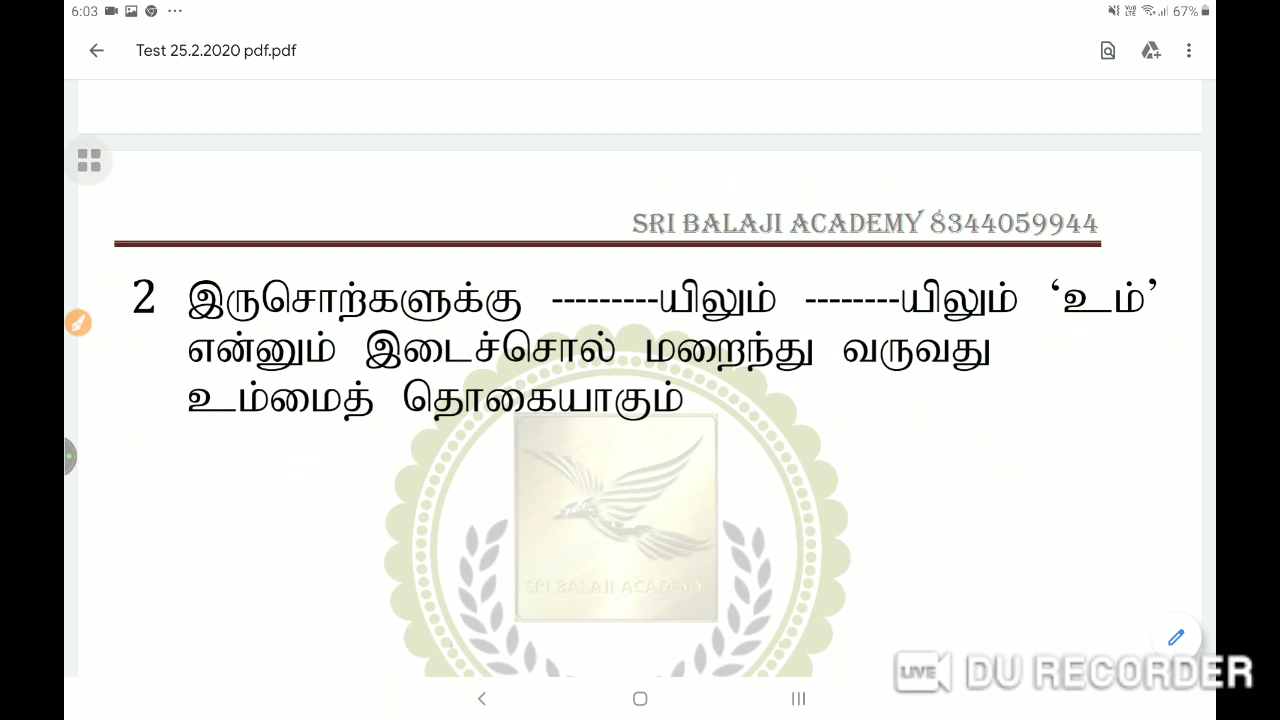 6:03
67%
Test 25.2.2020 pdf.pdf
SRI BALAJI ACADEMY 8344059944
2 இருசொற்களுக்கு ---------யிலும் --------யிலும் ‘உம்’
என்னும் இடைச்சொல் மறைந்து வருவது
உம்மைத் தொகையாகும்
SRI BALAJI ACADEMY
LIVE DU RECORDER